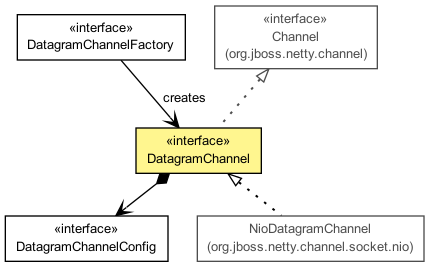 «interface»
DatagramChannelFactory
«interface»
Channel
(org.jboss.netty.channel)
creates
«interface»
DatagramChannel
«interface»
DatagramChannelConfig
NioDatagramChannel
(org.jboss.netty.channel.socket.nio)